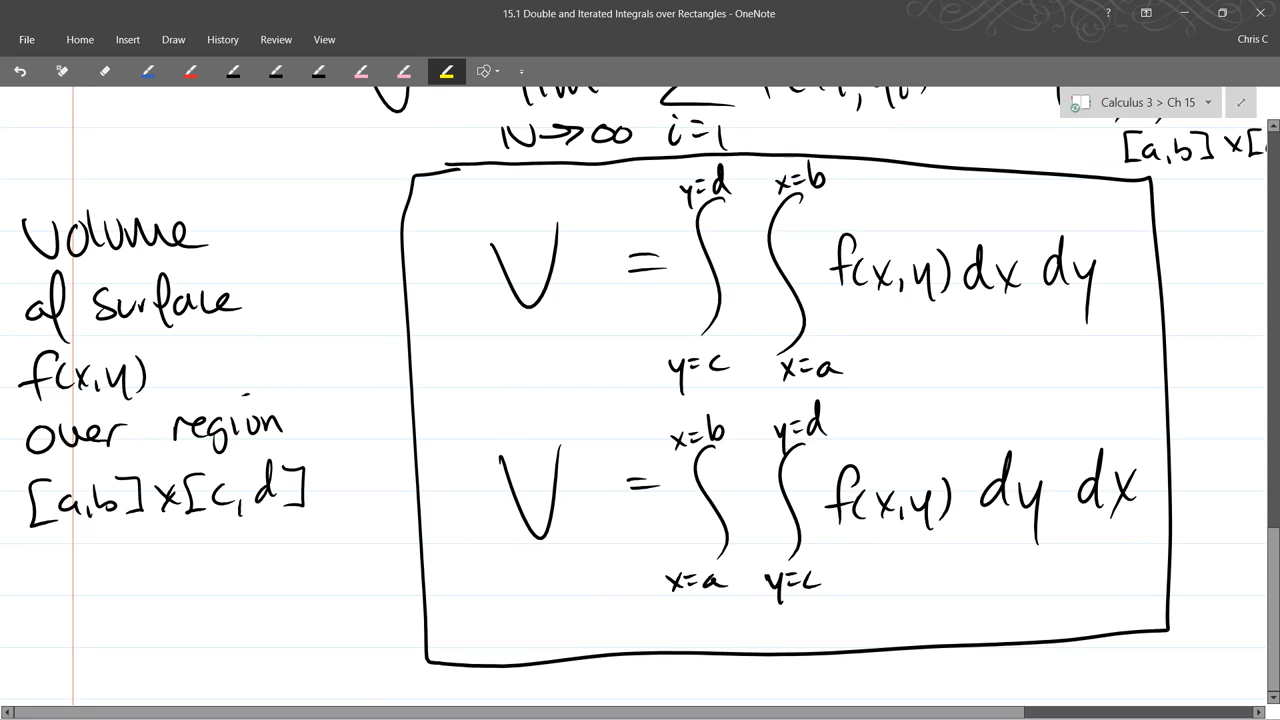 15.1 Double and Iterated Integrals over Rectangles - OneNote
File Home Insert Draw History Review View
Chris C
Calculus 3 > Ch 15
N→∞ i=1
[a,b]x[
Volume
of surface
f(x,y)
over region
[a,b]x[c,d]
y=d x=b
V = ∫ ∫ f(x,y) dx dy
y=c x=a
x=b y=d
V = ∫ ∫ f(x,y) dy dx
x=a y=c